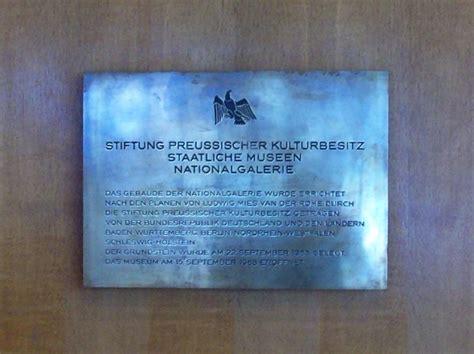 STIFTUNG PREUSSISCHER KULTURBESITZ
STAATLICHE MUSEEN
NATIONALGALERIE
DAS GEBÄUDE DER NATIONALGALERIE WURDE ERRICHTET
NACH DEN PLÄNEN VON LUDWIG MIES VAN DER ROHE DURCH
DIE STIFTUNG PREUSSISCHER KULTURBESITZ, GETRAGEN
VON DER BUNDESREPUBLIK DEUTSCHLAND UND DEN LÄNDERN
BADEN WÜRTTEMBERG BERLIN NORDRHEIN-WESTFALEN
SCHLESWIG-HOLSTEIN
DER GRUNDSTEIN WURDE AM 22 SEPTEMBER 1965 GELEGT
DAS MUSEUM AM 15 SEPTEMBER 1968 ERÖFFNET